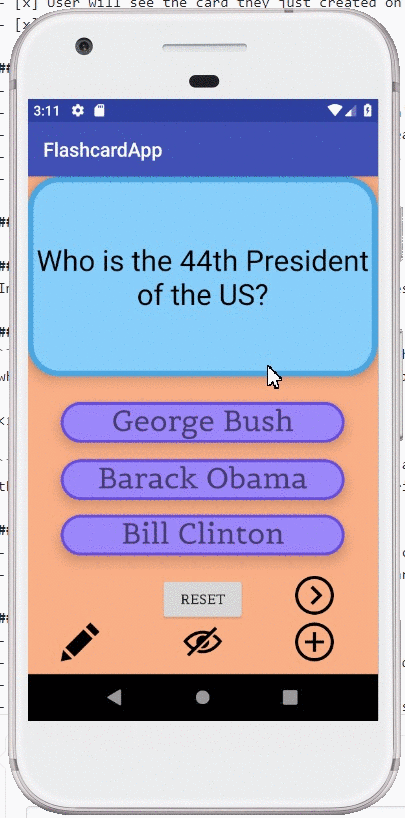 [x] User will see the card they just created on
[x]
3:11
FlashcardApp
Who is the 44th President
of the US?
George Bush
Barack Obama
Bill Clinton
RESET